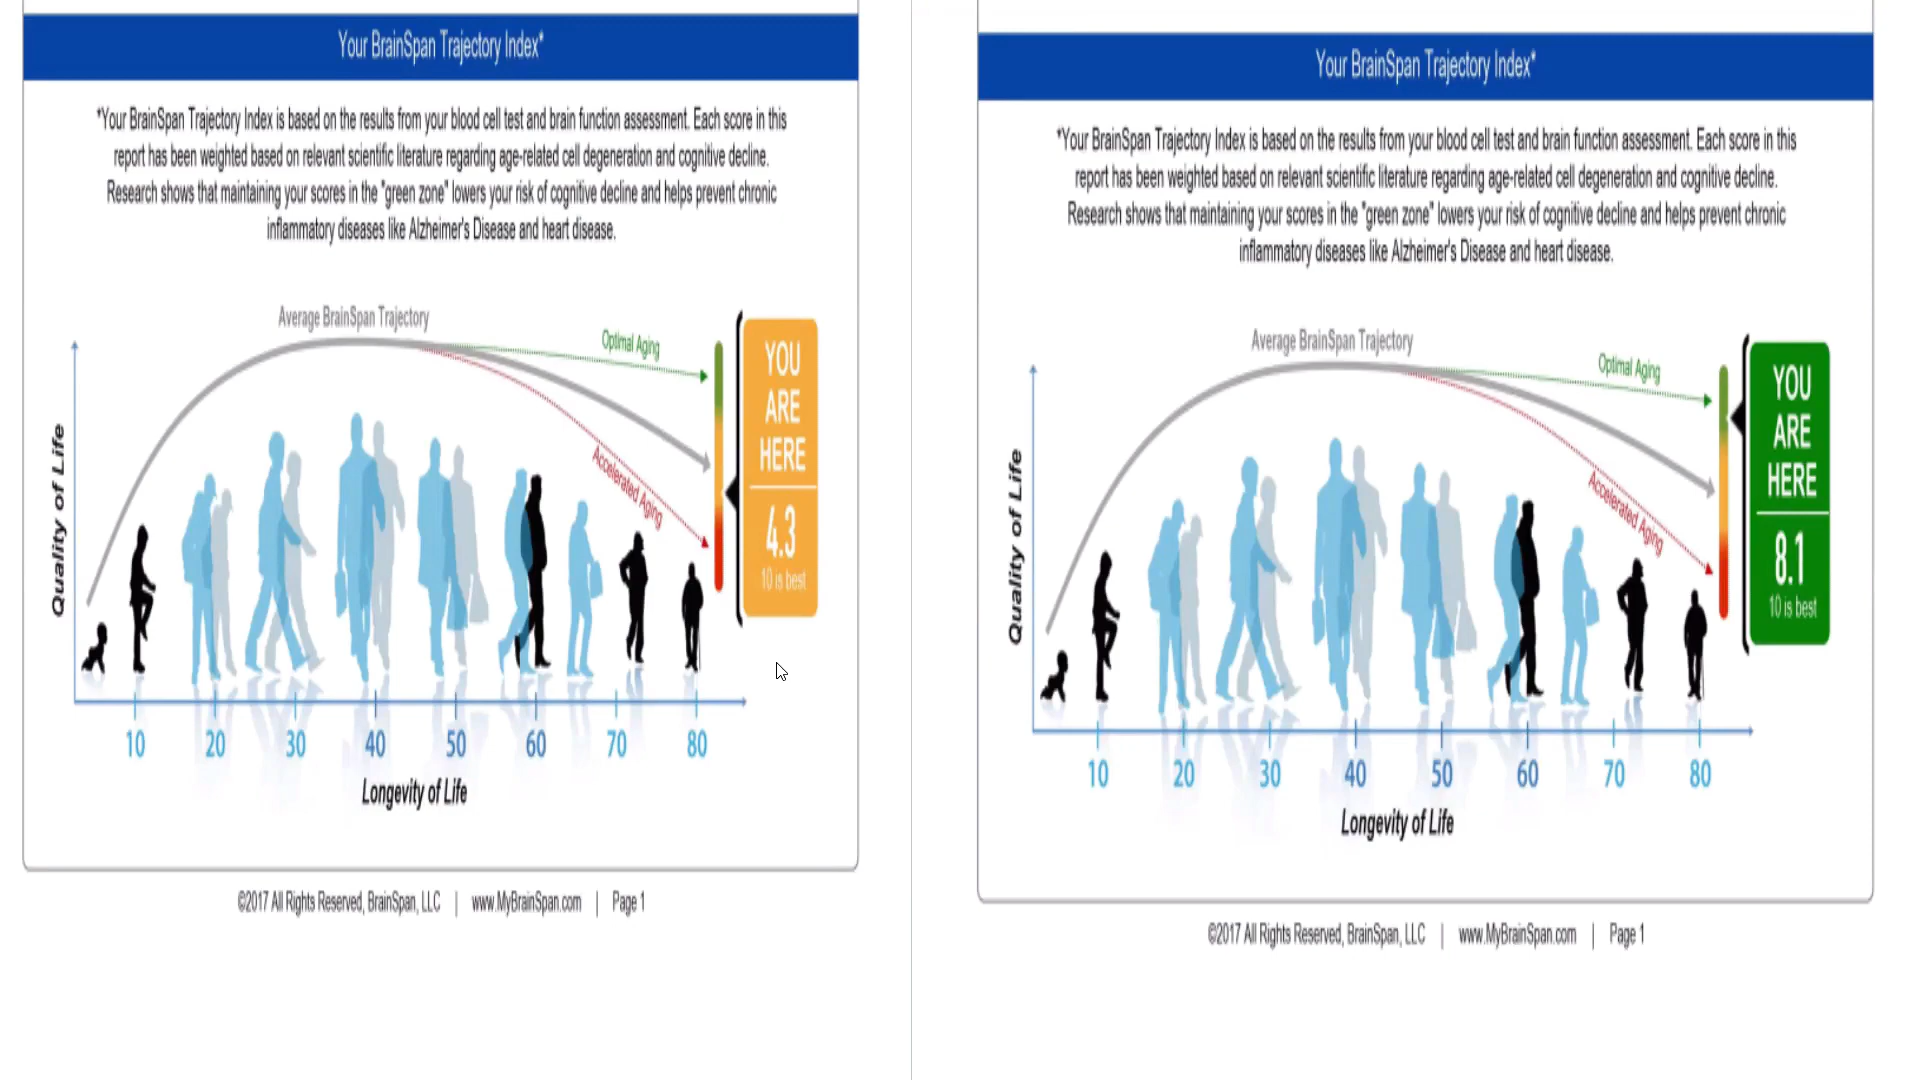 Your BrainSpan Trajectory Index*
*Your BrainSpan Trajectory Index is based on the results from your blood cell test and brain function assessment. Each score in this
report has been weighted based on relevant scientific literature regarding age-related cell degeneration and cognitive decline.
Research shows that maintaining your scores in the "green zone" lowers your risk of cognitive decline and helps prevent chronic
inflammatory diseases like Alzheimer's Disease and heart disease.
Average BrainSpan Trajectory
Optimal Aging
Accelerated Aging
Quality of Life
YOU
ARE
HERE
4.3
10 is best
10 20 30 40 50 60 70 80
Longevity of Life
©2017 All Rights Reserved, BrainSpan, LLC | www.MyBrainSpan.com | Page 1
Your BrainSpan Trajectory Index*
*Your BrainSpan Trajectory Index is based on the results from your blood cell test and brain function assessment. Each score in this
report has been weighted based on relevant scientific literature regarding age-related cell degeneration and cognitive decline.
Research shows that maintaining your scores in the "green zone" lowers your risk of cognitive decline and helps prevent chronic
inflammatory diseases like Alzheimer's Disease and heart disease.
Average BrainSpan Trajectory
Optimal Aging
Accelerated Aging
Quality of Life
YOU
ARE
HERE
8.1
10 is best
10 20 30 40 50 60 70 80
Longevity of Life
©2017 All Rights Reserved, BrainSpan, LLC | www.MyBrainSpan.com | Page 1